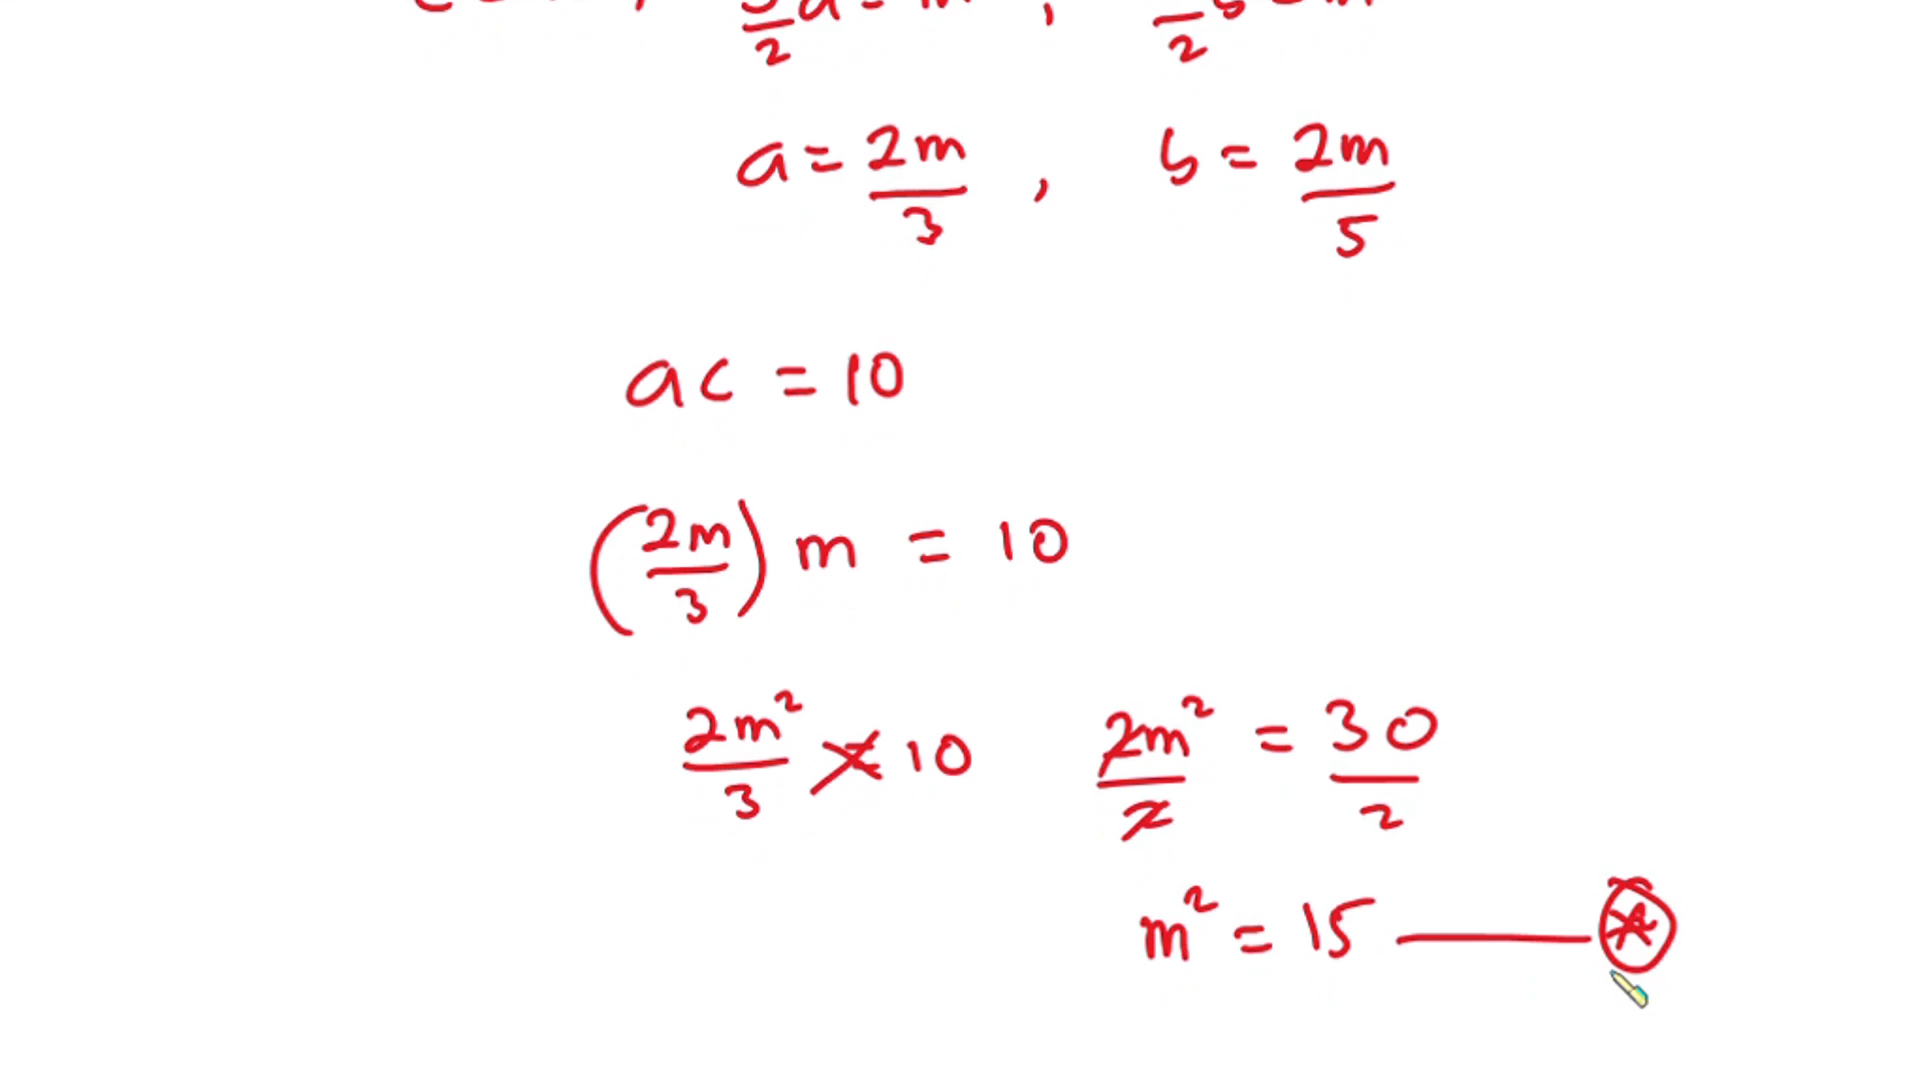 a = 2m/3 , b = 2m/5
ac = 10
(2m/3) m = 10
2m²/3 = 10 2m²/2 = 30/2
m² = 15 —— *